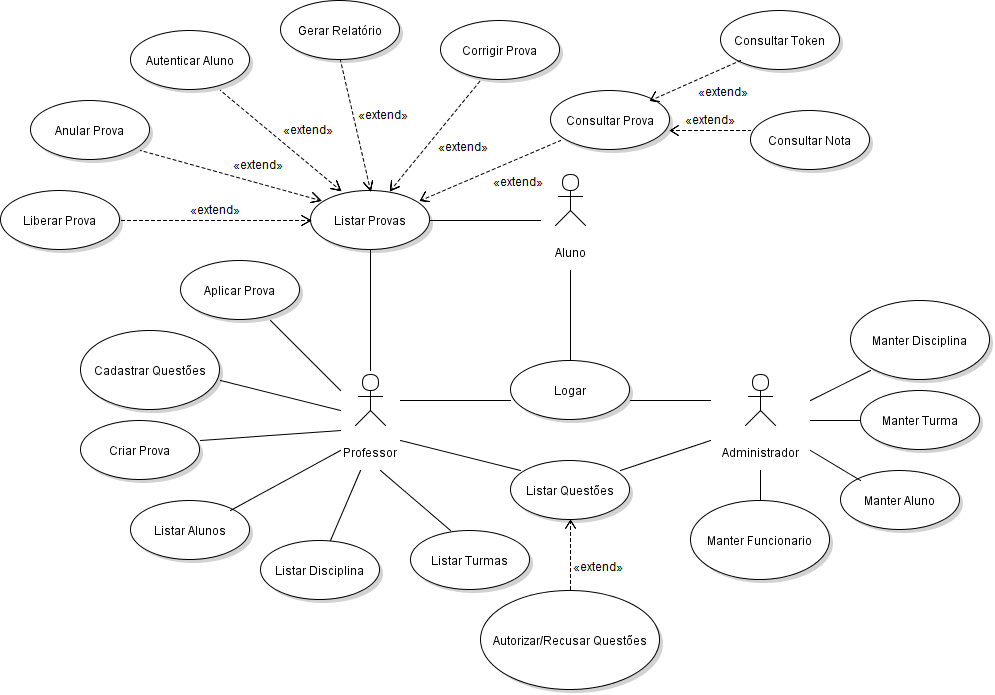 Gerar Relatório
Consultar Token
Corrigir Prova
Autenticar Aluno
«extend»
«extend»
Consultar Prova
«extend»
Anular Prova
«extend»
Consultar Nota
«extend»
«extend»
«extend»
«extend»
Liberar Prova
Listar Provas
Aluno
Aplicar Prova
Manter Disciplina
Cadastrar Questões
Logar
Manter Turma
Criar Prova
Professor
Administrador
Listar Questões
Manter Aluno
Listar Alunos
Manter Funcionario
Listar Turmas
Listar Disciplina
«extend»
Autorizar/Recusar Questões